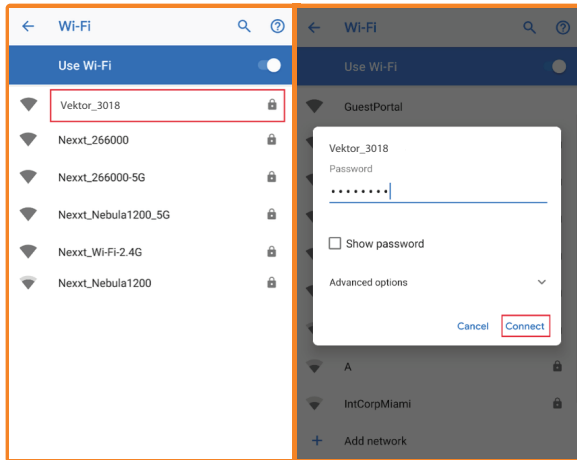 Wi-Fi
Use Wi-Fi
Vektor_3018
Nexxt_266000
Nexxt_266000-5G
Nexxt_Nebula1200_5G
Nexxt_Wi-Fi-2.4G
Nexxt_Nebula1200
Wi-Fi
Use Wi-Fi
GuestPortal
Vektor_3018
Password
••••••••
Show password
Advanced options
Cancel Connect
A
IntCorpMiami
Add network